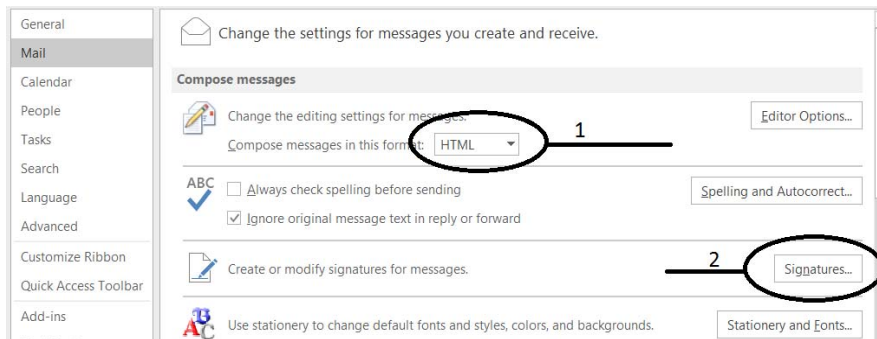 General
Mail
Calendar
People
Tasks
Search
Language
Advanced
Customize Ribbon
Quick Access Toolbar
Add-ins
Change the settings for messages you create and receive.
Compose messages
Change the editing settings for messages.
Editor Options...
Compose messages in this format: HTML
1
ABC
Always check spelling before sending
Spelling and Autocorrect...
Ignore original message text in reply or forward
Create or modify signatures for messages.
2
Signatures...
Use stationery to change default fonts and styles, colors, and backgrounds.
Stationery and Fonts...